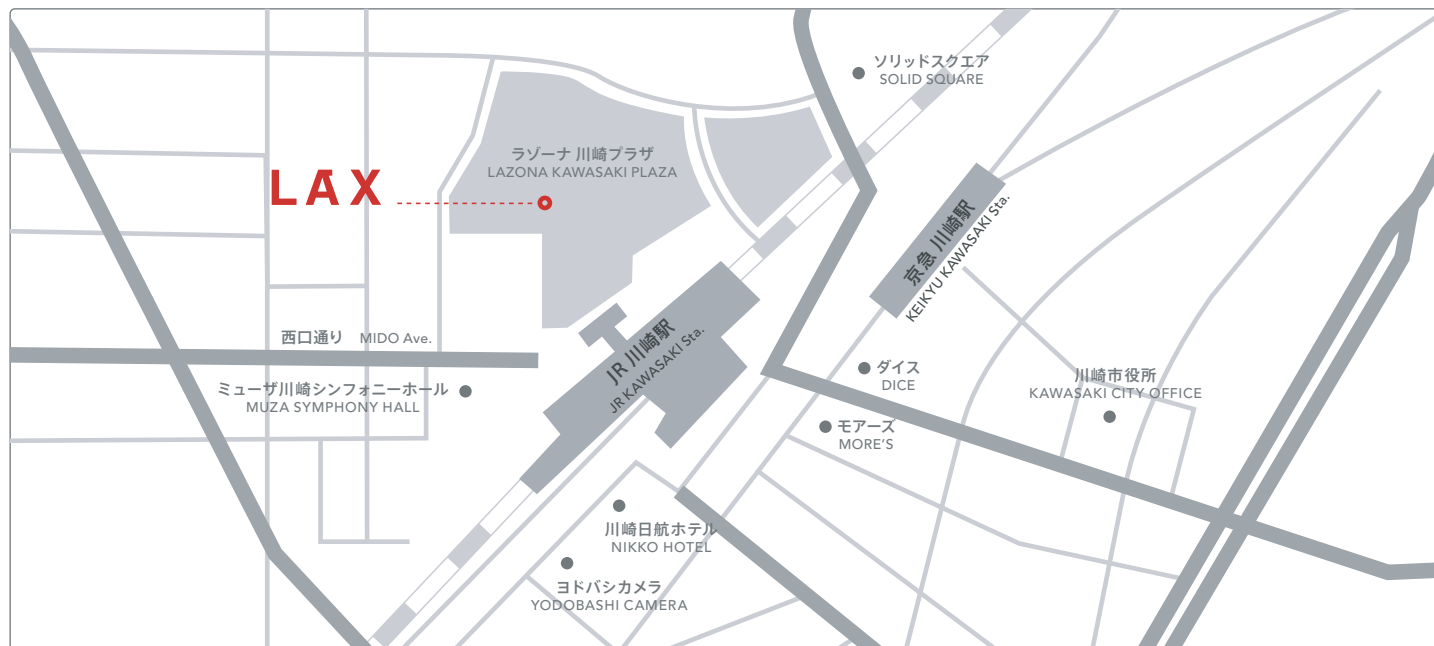 ソリッドスクエア
SOLID SQUARE
ラゾーナ 川崎プラザ
LAZONA KAWASAKI PLAZA
LAX
京急 川崎駅
KEIKYU KAWASAKI Sta.
西口通り MIDO Ave.
JR 川崎駅
JR KAWASAKI Sta.
ミューザ川崎シンフォニーホール
MUZA SYMPHONY HALL
ダイス
DICE
川崎市役所
KAWASAKI CITY OFFICE
モアーズ
MORE'S
川崎日航ホテル
NIKKO HOTEL
ヨドバシカメラ
YODOBASHI CAMERA